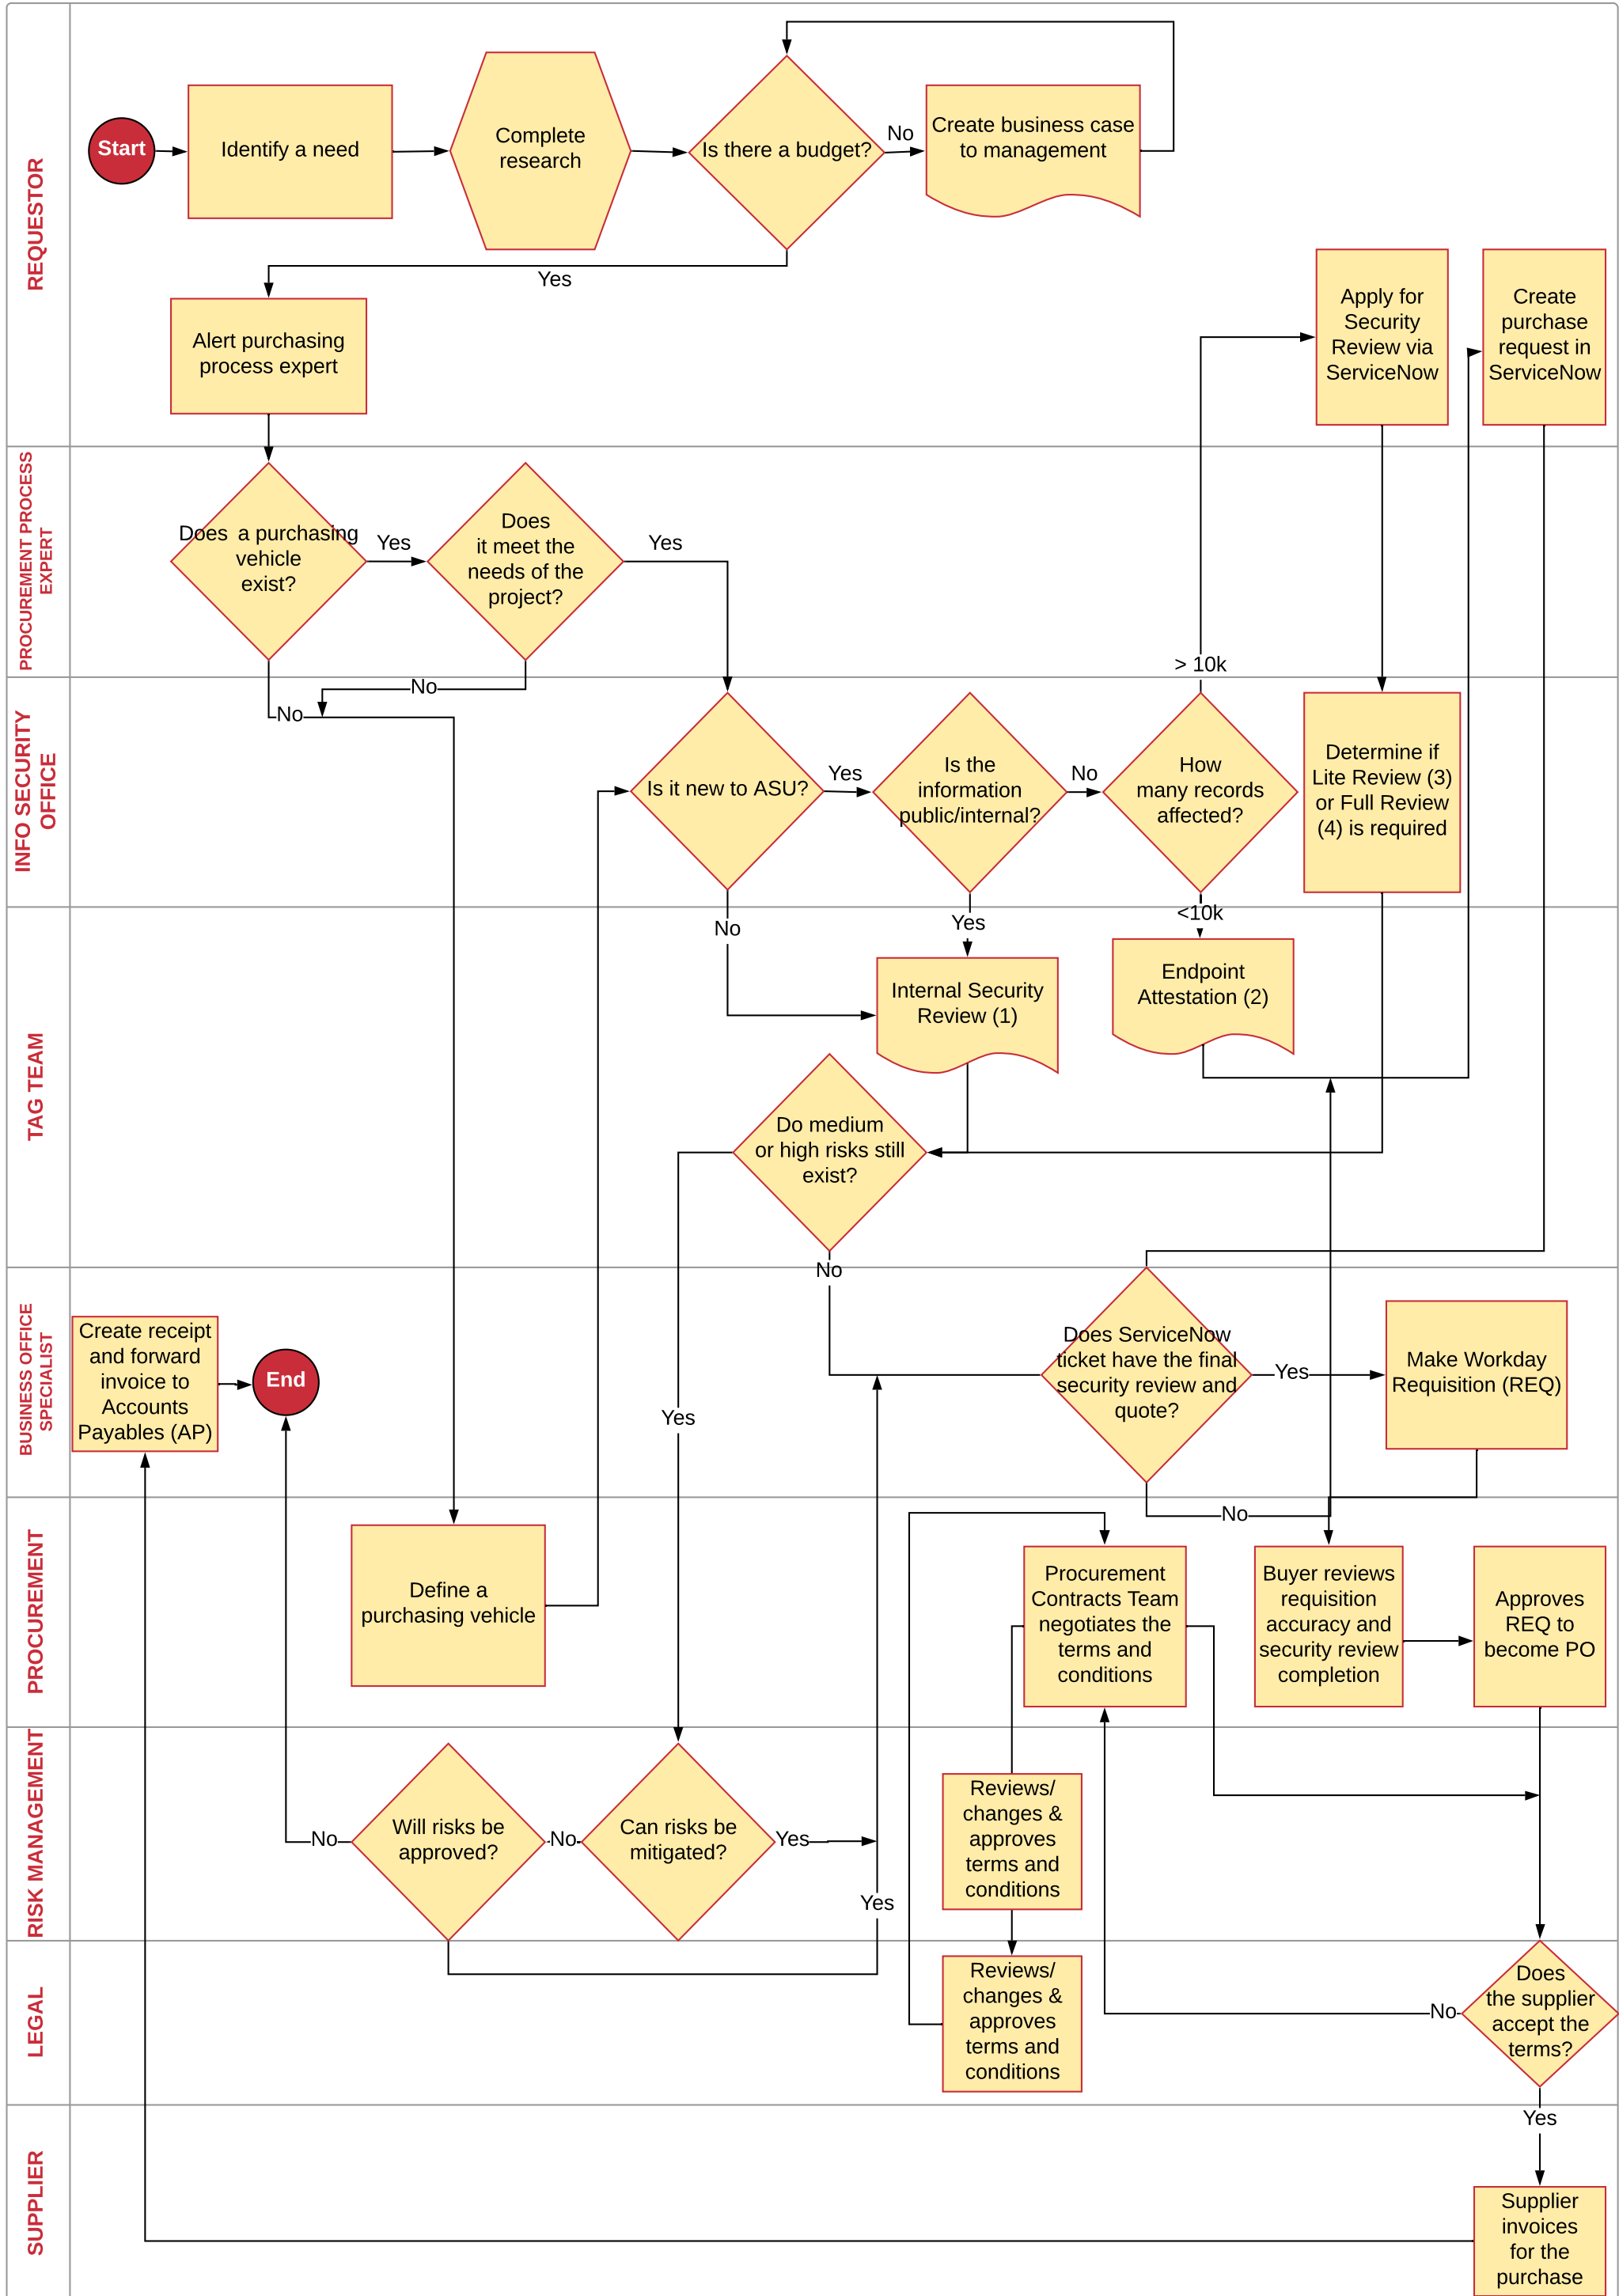 REQUESTOR
Start
Identify a need
Complete
research
Is there a budget?
No
Create business case
to management
Yes
Alert purchasing
process expert
Apply for
Security
Review via
ServiceNow
Create
purchase
request in
ServiceNow
PROCUREMENT PROCESS
EXPERT
Does a purchasing
vehicle
exist?
Yes
Does
it meet the
needs of the
project?
Yes
> 10k
No
No
INFO SECURITY
OFFICE
Is it new to ASU?
Yes
Is the
information
public/internal?
No
How
many records
affected?
Determine if
Lite Review (3)
or Full Review
(4) is required
No
Yes
<10k
TAG TEAM
Internal Security
Review (1)
Endpoint
Attestation (2)
Do medium
or high risks still
exist?
No
Yes
BUSINESS OFFICE
SPECIALIST
Create receipt
and forward
invoice to
Accounts
Payables (AP)
End
Does ServiceNow
ticket have the final
security review and
quote?
Yes
Make Workday
Requisition (REQ)
No
PROCUREMENT
Define a
purchasing vehicle
Procurement
Contracts Team
negotiates the
terms and
conditions
Buyer reviews
requisition
accuracy and
security review
completion
Approves
REQ to
become PO
RISK MANAGEMENT
No
Will risks be
approved?
No
Can risks be
mitigated?
Yes
Yes
Reviews/
changes &
approves
terms and
conditions
LEGAL
Reviews/
changes &
approves
terms and
conditions
No
Does
the supplier
accept the
terms?
Yes
SUPPLIER
Supplier
invoices
for the
purchase